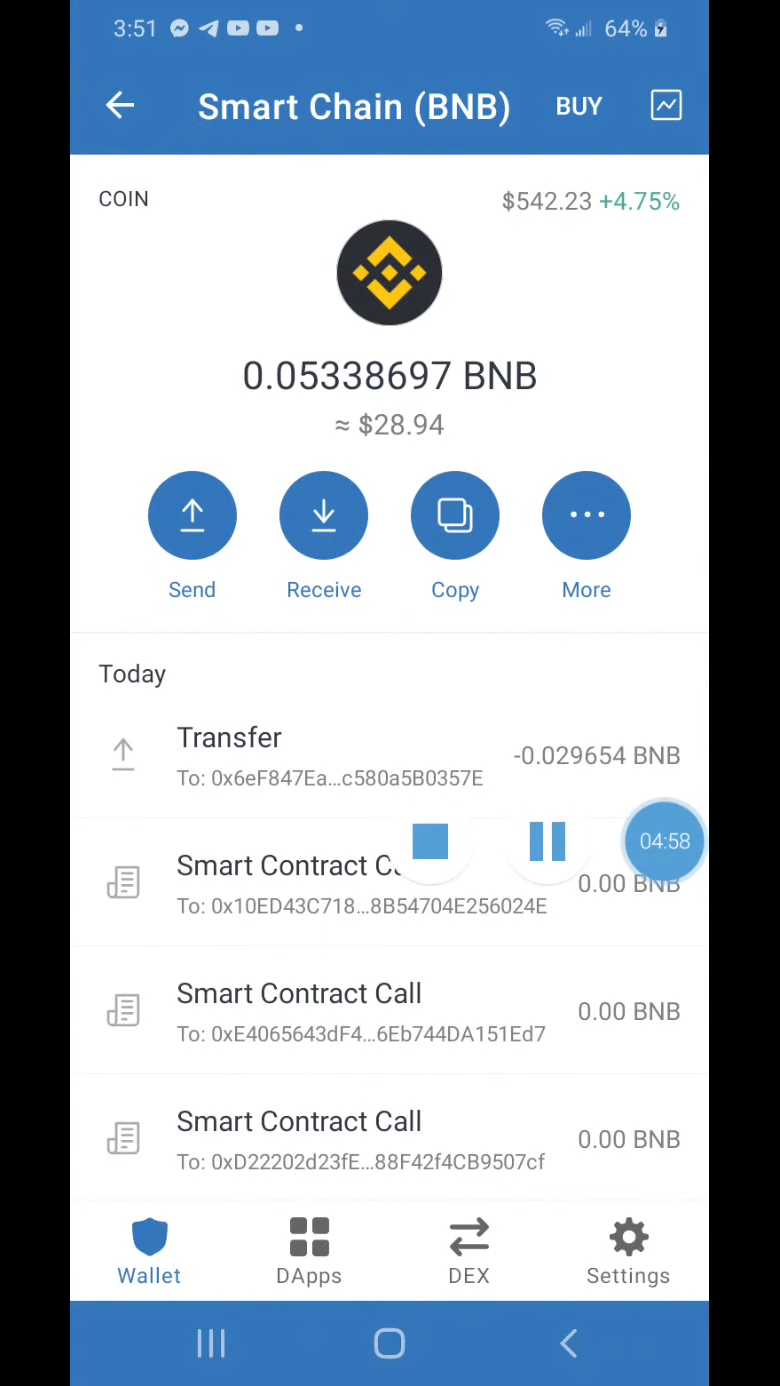 3:51 64%
Smart Chain (BNB) BUY
COIN $542.23 +4.75%
0.05338697 BNB
≈ $28.94
Send Receive Copy More
Today
Transfer
-0.029654 BNB
To: 0x6eF847Ea...c580a5B0357E
04:58
Smart Contract
0.00 BNB
To: 0x10ED43C718...8B54704E256024E
Smart Contract Call
0.00 BNB
To: 0xE4065643dF4...6Eb744DA151Ed7
Smart Contract Call
0.00 BNB
To: 0xD22202d23fE...88F42f4CB9507cf
Wallet DApps DEX Settings